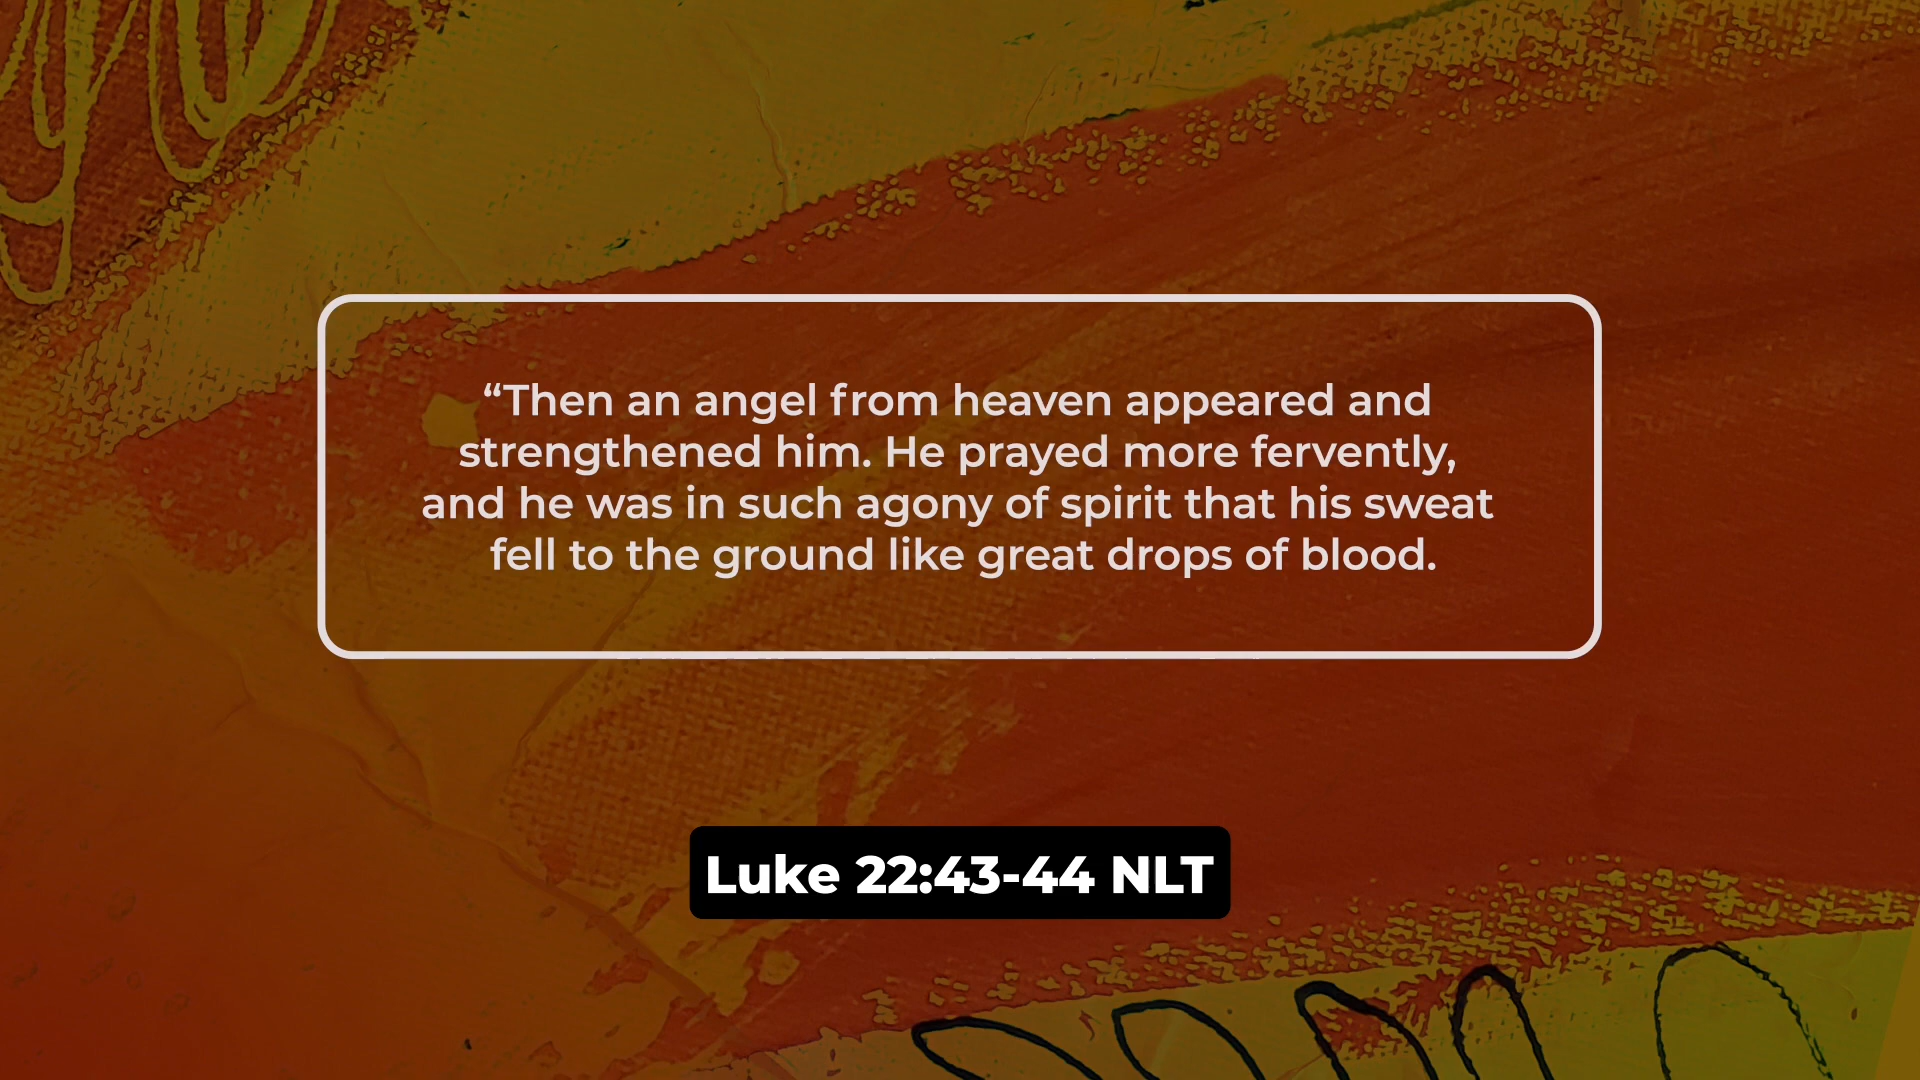 “Then an angel from heaven appeared and
strengthened him. He prayed more fervently,
and he was in such agony of spirit that his sweat
fell to the ground like great drops of blood.
Luke 22:43-44 NLT